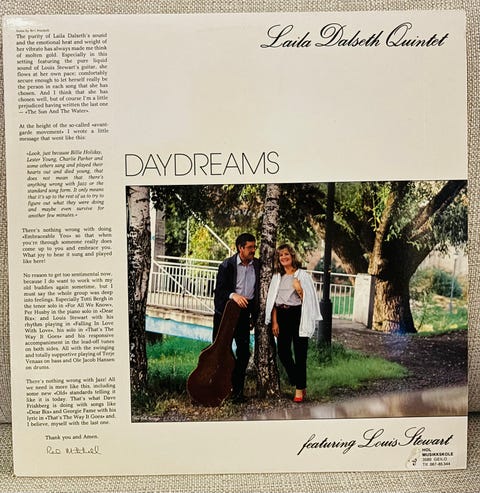 Notes by Red Mitchell:
The purity of Laila Dalseth's sound
and the emotional heat and weight of
her vibrato has always made me think
of molten gold. Especially in this
setting featuring the pure liquid
sound of Louis Stewart's guitar, she
flows at her own pace; comfortably
secure enough to let herself really be
the person in each song that she has
chosen. And I think that she has
chosen well, but of course I'm a little
prejudiced having written the last one
— «The Sun And The Water».
At the height of the so-called «avant-
garde movement» I wrote a little
message that went like this:
«Look, just because Billie Holiday,
Lester Young, Charlie Parker and
some others sang and played their
hearts out and died young, that
does not mean that there's
anything wrong with Jazz or the
standard song form. It only means
that it's up to the rest of us to try to
figure out what they were doing
and maybe even survive for
another few minutes.»
There's nothing wrong with doing
«Embraceable You» so that when
you're through someone really does
come up to you and embrace you.
What joy to hear it sung and played
like here!
No reason to get too sentimental now,
because I do want to work with my
old buddies again sometime, but I
must say the whole group was deep
into feelings. Especially Totti Bergh in
the tenor solo in «For All We Know»,
Per Husby in the piano solo in «Dear
Bix» and Louis Stewart with his
rhythm playing in «Falling In Love
With Love», his solo in «That's The
Way It Goes» and his responsive
accompaniment in the lead-off tunes
on both sides. All with the swinging
and totally supportive playing of Terje
Venaas on bass and Ole Jacob Hansen
on drums.
There's nothing wrong with Jazz! All
we need is more like this, including
some new «Old» standards telling it
like it is today. That's what Dave
Frishberg is doing with songs like
«Dear Bix» and Georgie Fame with his
lyric in «That's The Way It Goes» and
I, believe, myself with the last one.
Thank you and Amen.
Red Mitchell
Laila Dalseth Quintet
DAYDREAMS
featuring Louis Stewart
HOL
MUSIKKSKOLE
3580 GEILO